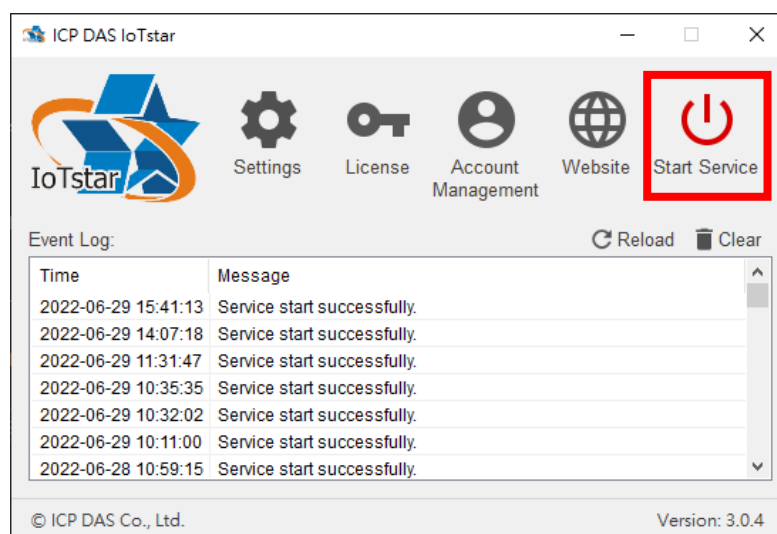 ICP DAS IoTstar
IoTstar
Settings
License
Account
Management
Website
Start Service
Event Log:
Reload
Clear
Time Message
2022-06-29 15:41:13 Service start successfully.
2022-06-29 14:07:18 Service start successfully.
2022-06-29 11:31:47 Service start successfully.
2022-06-29 10:35:35 Service start successfully.
2022-06-29 10:32:02 Service start successfully.
2022-06-29 10:11:00 Service start successfully.
2022-06-28 10:59:15 Service start successfully.
© ICP DAS Co., Ltd.
Version: 3.0.4